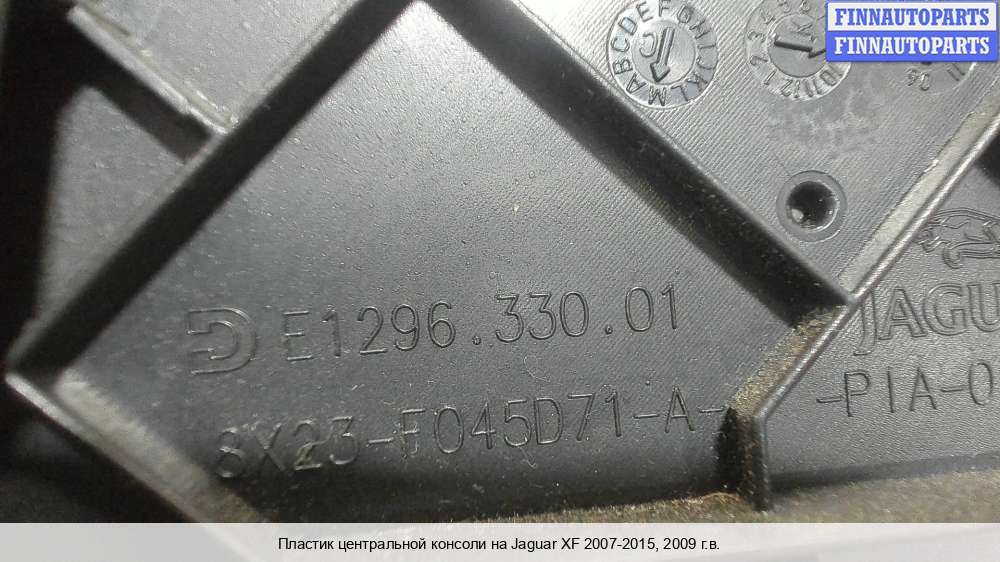 FINNAUTOPARTS
FINNAUTOPARTS
ABCDEFGHIJKLM
E1296.330.01
JAGU
8X23-F045D71-A-
-PIA-0
Пластик центральной консоли на Jaguar XF 2007-2015, 2009 г.в.